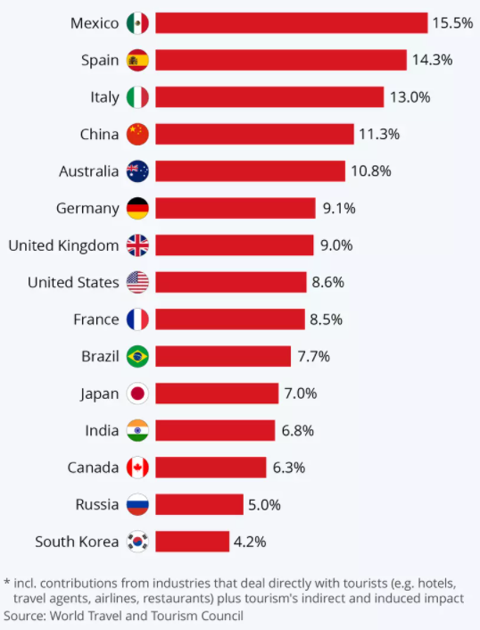 Mexico 15.5%
Spain 14.3%
Italy 13.0%
China 11.3%
Australia 10.8%
Germany 9.1%
United Kingdom 9.0%
United States 8.6%
France 8.5%
Brazil 7.7%
Japan 7.0%
India 6.8%
Canada 6.3%
Russia 5.0%
South Korea 4.2%
* incl. contributions from industries that deal directly with tourists (e.g. hotels,
travel agents, airlines, restaurants) plus tourism's indirect and induced impact
Source: World Travel and Tourism Council